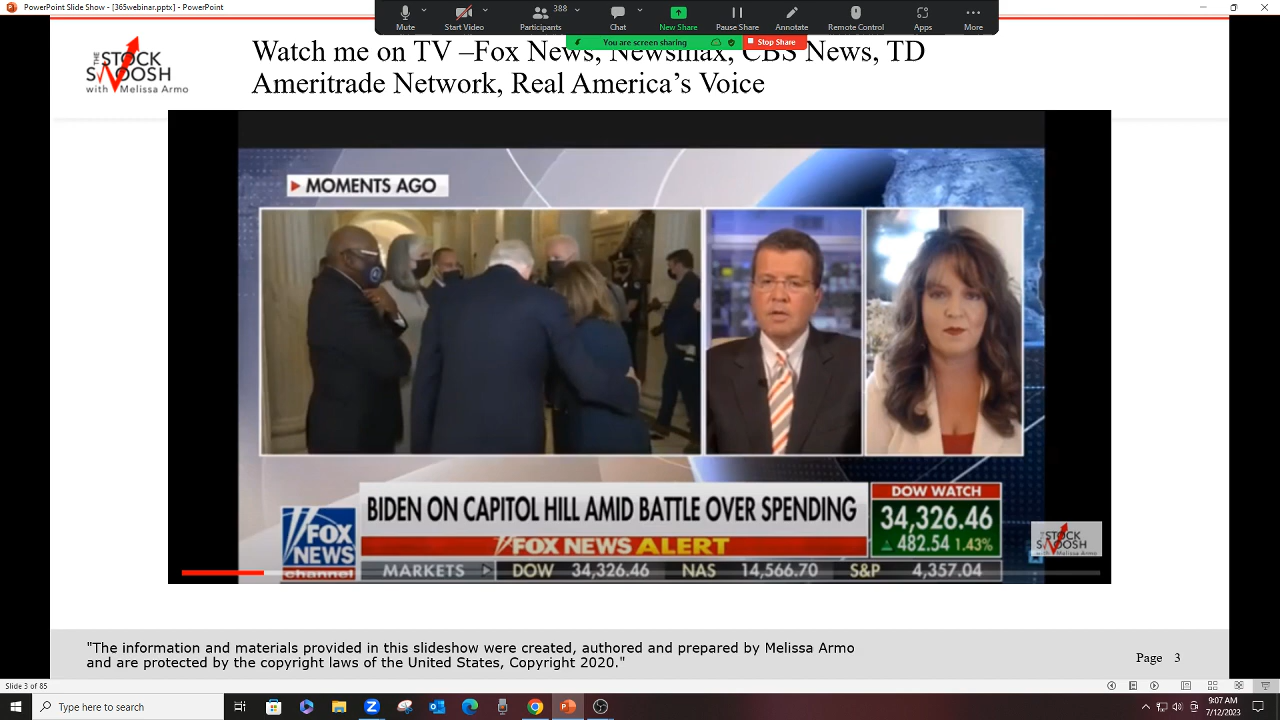 PowerPoint Slide Show - [365webinar.pptx] - PowerPoint
Mute
Start Video
388
Participants
Chat
New Share
Pause Share
Annotate
Remote Control
Apps
More
You are screen sharing
Stop Share
THE
STOCK
SWOOSH
with Melissa Armo
Watch me on TV –Fox News, Newsmax, CBS News, TD
Ameritrade Network, Real America’s Voice
MOMENTS AGO
BIDEN ON CAPITOL HILL AMID BATTLE OVER SPENDING
FOX NEWS ALERT
FOX
NEWS
channel
DOW WATCH
34,326.46
482.54 1.43%
MARKETS DOW 34,326.46 NAS 14,566.70 S&P 4,357.04
THE
STOCK
SWOOSH
with Melissa Armo
"The information and materials provided in this slideshow were created, authored and prepared by Melissa Armo
and are protected by the copyright laws of the United States, Copyright 2020."
Page 3
Slide 3 of 85
Type here to search
9:07 AM
7/12/2023